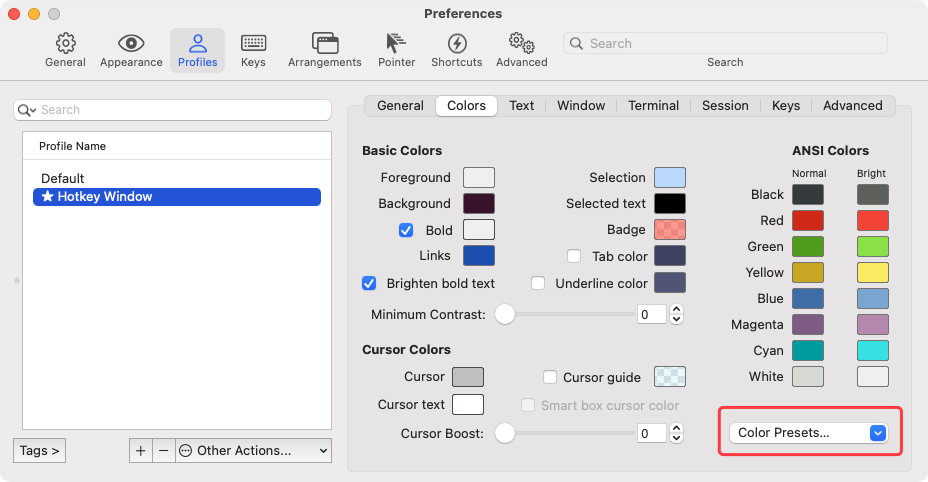 Preferences
General Appearance Profiles Keys Arrangements Pointer Shortcuts Advanced
Search
Search
Search
Profile Name
Default
Hotkey Window
Tags >
+ − Other Actions...
General Colors Text Window Terminal Session Keys Advanced
Basic Colors
Foreground
Background
Bold
Links
Brighten bold text
Selection
Selected text
Badge
Tab color
Underline color
Minimum Contrast: 0
Cursor Colors
Cursor
Cursor text
Cursor guide
Smart box cursor color
Cursor Boost: 0
ANSI Colors
Normal Bright
Black
Red
Green
Yellow
Blue
Magenta
Cyan
White
Color Presets...